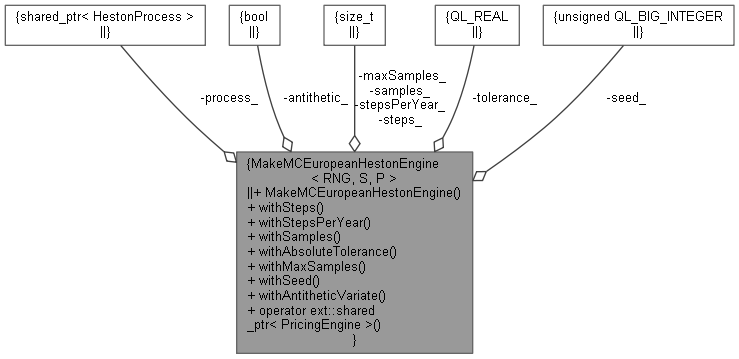 {shared_ptr< HestonProcess >
||}
{bool
||}
{size_t
||}
{QL_REAL
||}
{unsigned QL_BIG_INTEGER
||}
-process_
-antithetic_
-maxSamples_
-samples_
-stepsPerYear_
-steps_
-tolerance_
-seed_
{MakeMCEuropeanHestonEngine
< RNG, S, P >
||+ MakeMCEuropeanHestonEngine()
+ withSteps()
+ withStepsPerYear()
+ withSamples()
+ withAbsoluteTolerance()
+ withMaxSamples()
+ withSeed()
+ withAntitheticVariate()
+ operator ext::shared
_ptr< PricingEngine >()
}